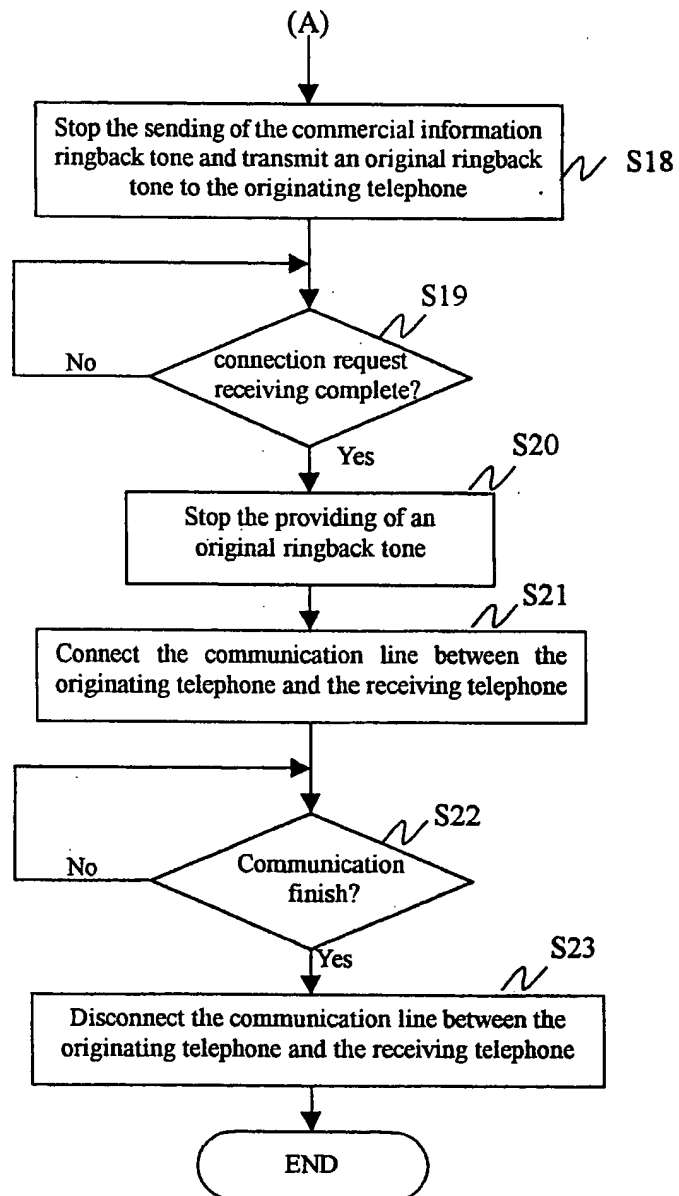 (A)
Stop the sending of the commercial information
ringback tone and transmit an original ringback
tone to the originating telephone
S18
S19
connection request
receiving complete?
No
Yes
S20
Stop the providing of an
original ringback tone
S21
Connect the communication line between the
originating telephone and the receiving telephone
S22
Communication
finish?
No
Yes
S23
Disconnect the communication line between the
originating telephone and the receiving telephone
END